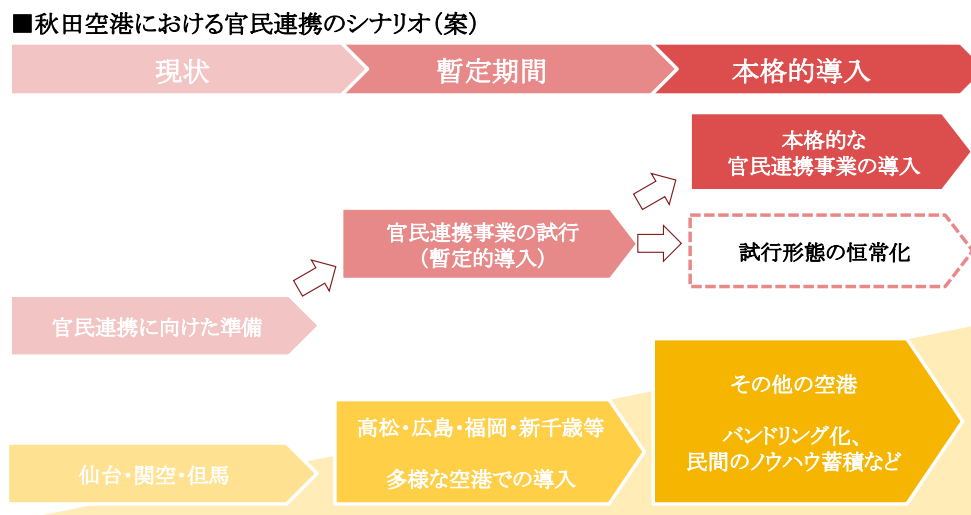 ■秋田空港における官民連携のシナリオ(案)
現状
暫定期間
本格的導入
本格的な
官民連携事業の導入
官民連携事業の試行
(暫定的導入)
試行形態の恒常化
官民連携に向けた準備
その他の空港
バンドリング化、
民間のノウハウ蓄積など
高松・広島・福岡・新千歳等
多様な空港での導入
仙台・関空・但馬